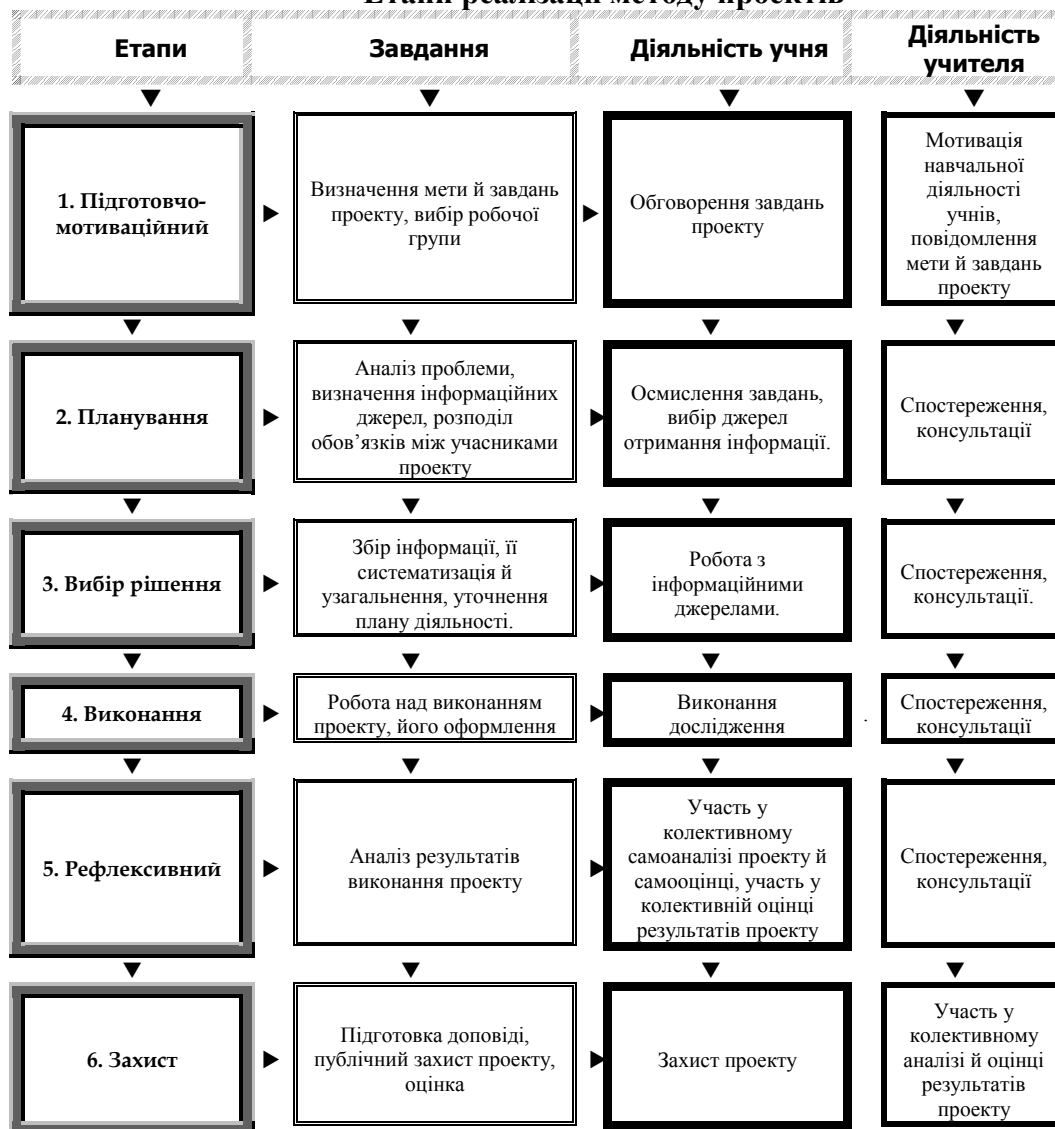 Етапи реалізації методу проектів
Етапи
Завдання
Діяльність учня
Діяльність
учителя
1. Підготовчо-
мотиваційний
Визначення мети й завдань
проекту, вибір робочої
групи
Обговорення завдань
проекту
Мотивація
навчальної
діяльності
учнів,
повідомлення
мети й завдань
проекту
2. Планування
Аналіз проблеми,
визначення інформаційних
джерел, розподіл
обов’язків між учасниками
проекту
Осмислення завдань,
вибір джерел
отримання інформації.
Спостереження,
консультації
3. Вибір рішення
Збір інформації, її
систематизація й
узагальнення, уточнення
плану діяльності.
Робота з
інформаційними
джерелами.
Спостереження,
консультації.
4. Виконання
Робота над виконанням
проекту, його оформлення
Виконання
дослідження
.
Спостереження,
консультації
5. Рефлексивний
Аналіз результатів
виконання проекту
Участь у
колективному
самоаналізі проекту й
самооцінці, участь у
колективній оцінці
результатів проекту
Спостереження,
консультації
6. Захист
Підготовка доповіді,
публічний захист проекту,
оцінка
Захист проекту
Участь у
колективному
аналізі й оцінці
результатів
проекту